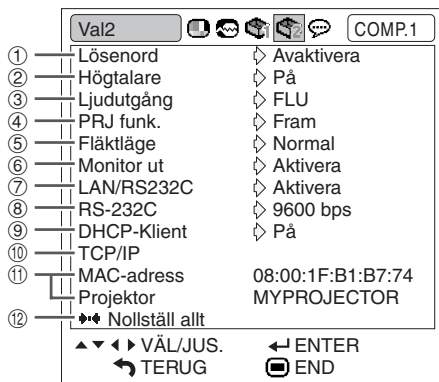 Val2 COMP.1
① Lösenord Avaktivera
② Högtalare På
③ Ljudutgång FLU
④ PRJ funk. Fram
⑤ Fläktläge Normal
⑥ Monitor ut Aktivera
⑦ LAN/RS232C Aktivera
⑧ RS-232C 9600 bps
⑨ DHCP-Klient På
⑩ TCP/IP
⑪ MAC-adress 08:00:1F:B1:B7:74
Projektor MYPROJECTOR
⑫ Nollställ allt
VÄL/JUS. ENTER
TERUG END